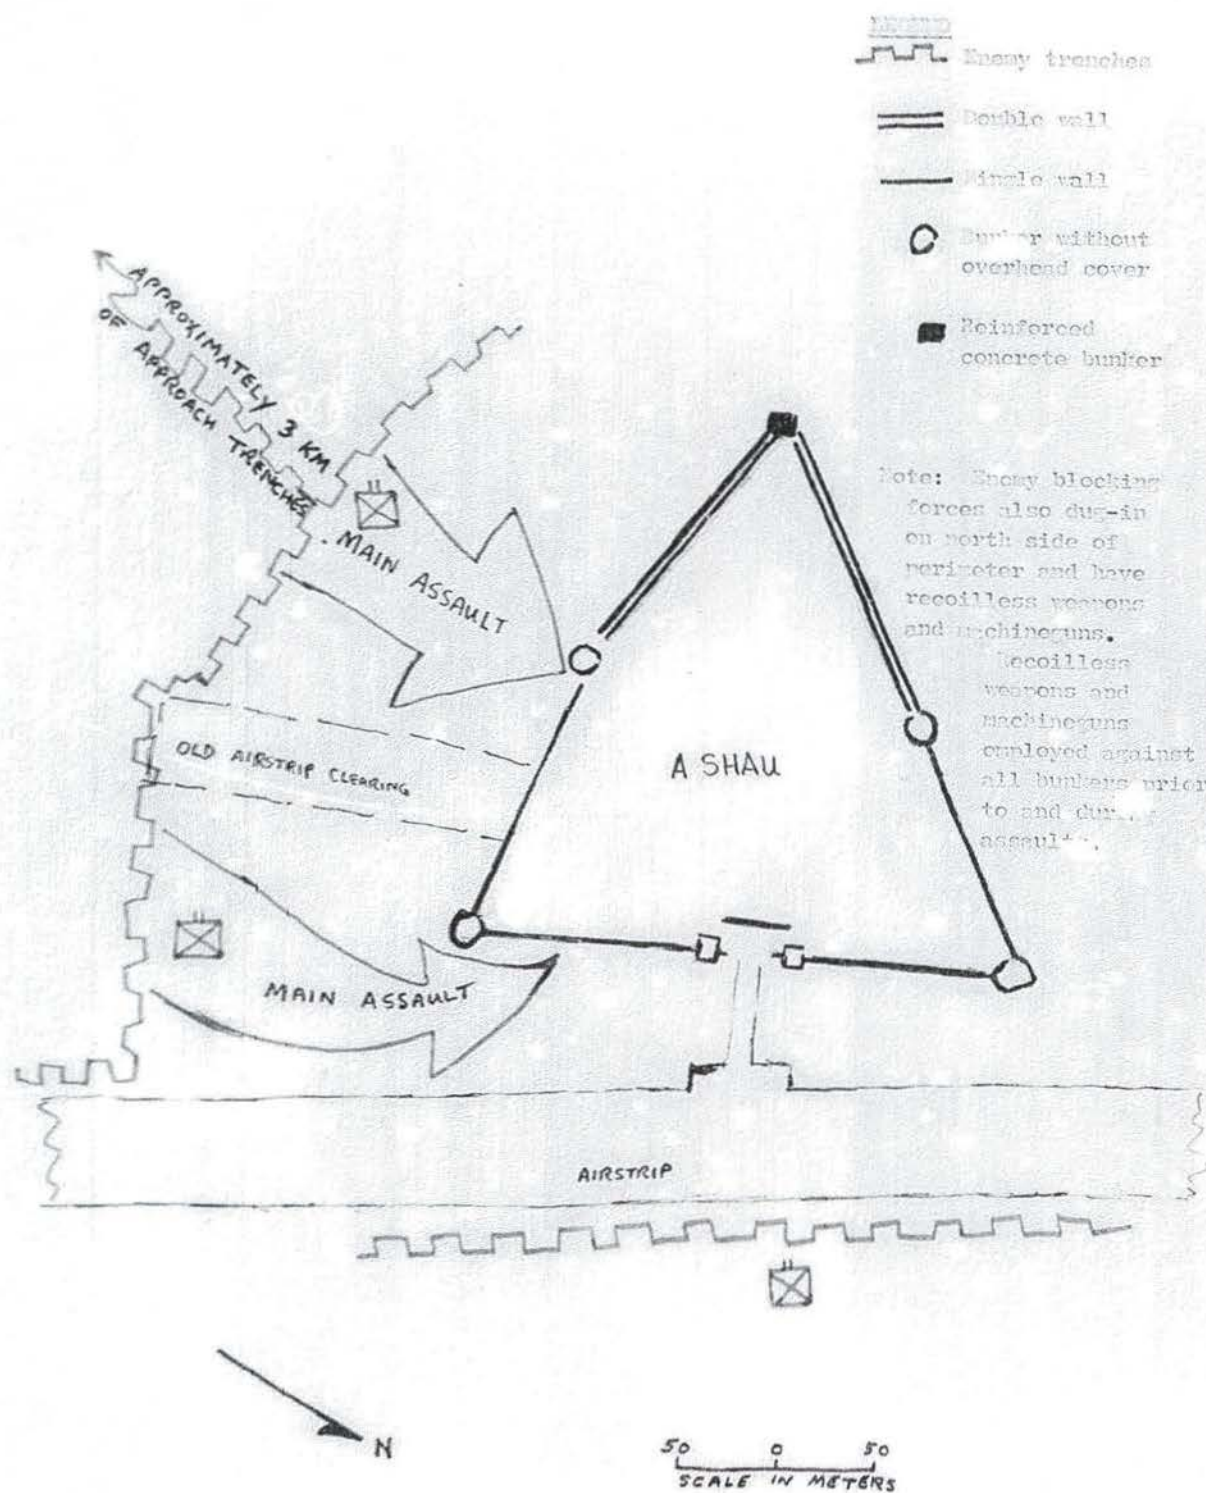 LEGEND
Enemy trenches
Double wall
Single wall
Bunker without
overhead cover
Reinforced
concrete bunker
APPROXIMATELY 3 KM
OF APPROACH TRENCHES
MAIN ASSAULT
Note: Enemy blocking
forces also dug-in
on north side of
perimeter and have
recoilless weapons
and machineguns.
Recoilless
weapons and
machineguns
employed against
all bunkers prior
to and during
assault.
OLD AIRSTRIP CLEARING
A SHAU
MAIN ASSAULT
AIRSTRIP
N
50 0 50
SCALE IN METERS